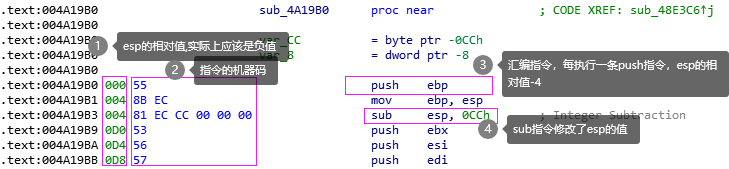 .text:004A19B0 sub_4A19B0 proc near ; CODE XREF: sub_48E3C6↑j
.text:004A19B0
1 esp的相对值,实际上应该是负值
.text:004A19B0 var_CC = byte ptr -0CCh
.text:004A19B0 var_8 = dword ptr -8
2 指令的机器码
3 汇编指令，每执行一条push指令，esp的相对值-4
.text:004A19B0
.text:004A19B0 000 55 push ebp
.text:004A19B1 004 8B EC mov ebp, esp
.text:004A19B3 004 81 EC CC 00 00 00 sub esp, 0CCh ; Integer Subtraction
.text:004A19B9 0D0 53 push ebx
4 sub指令修改了esp的值
.text:004A19BA 0D4 56 push esi
.text:004A19BB 0D8 57 push edi